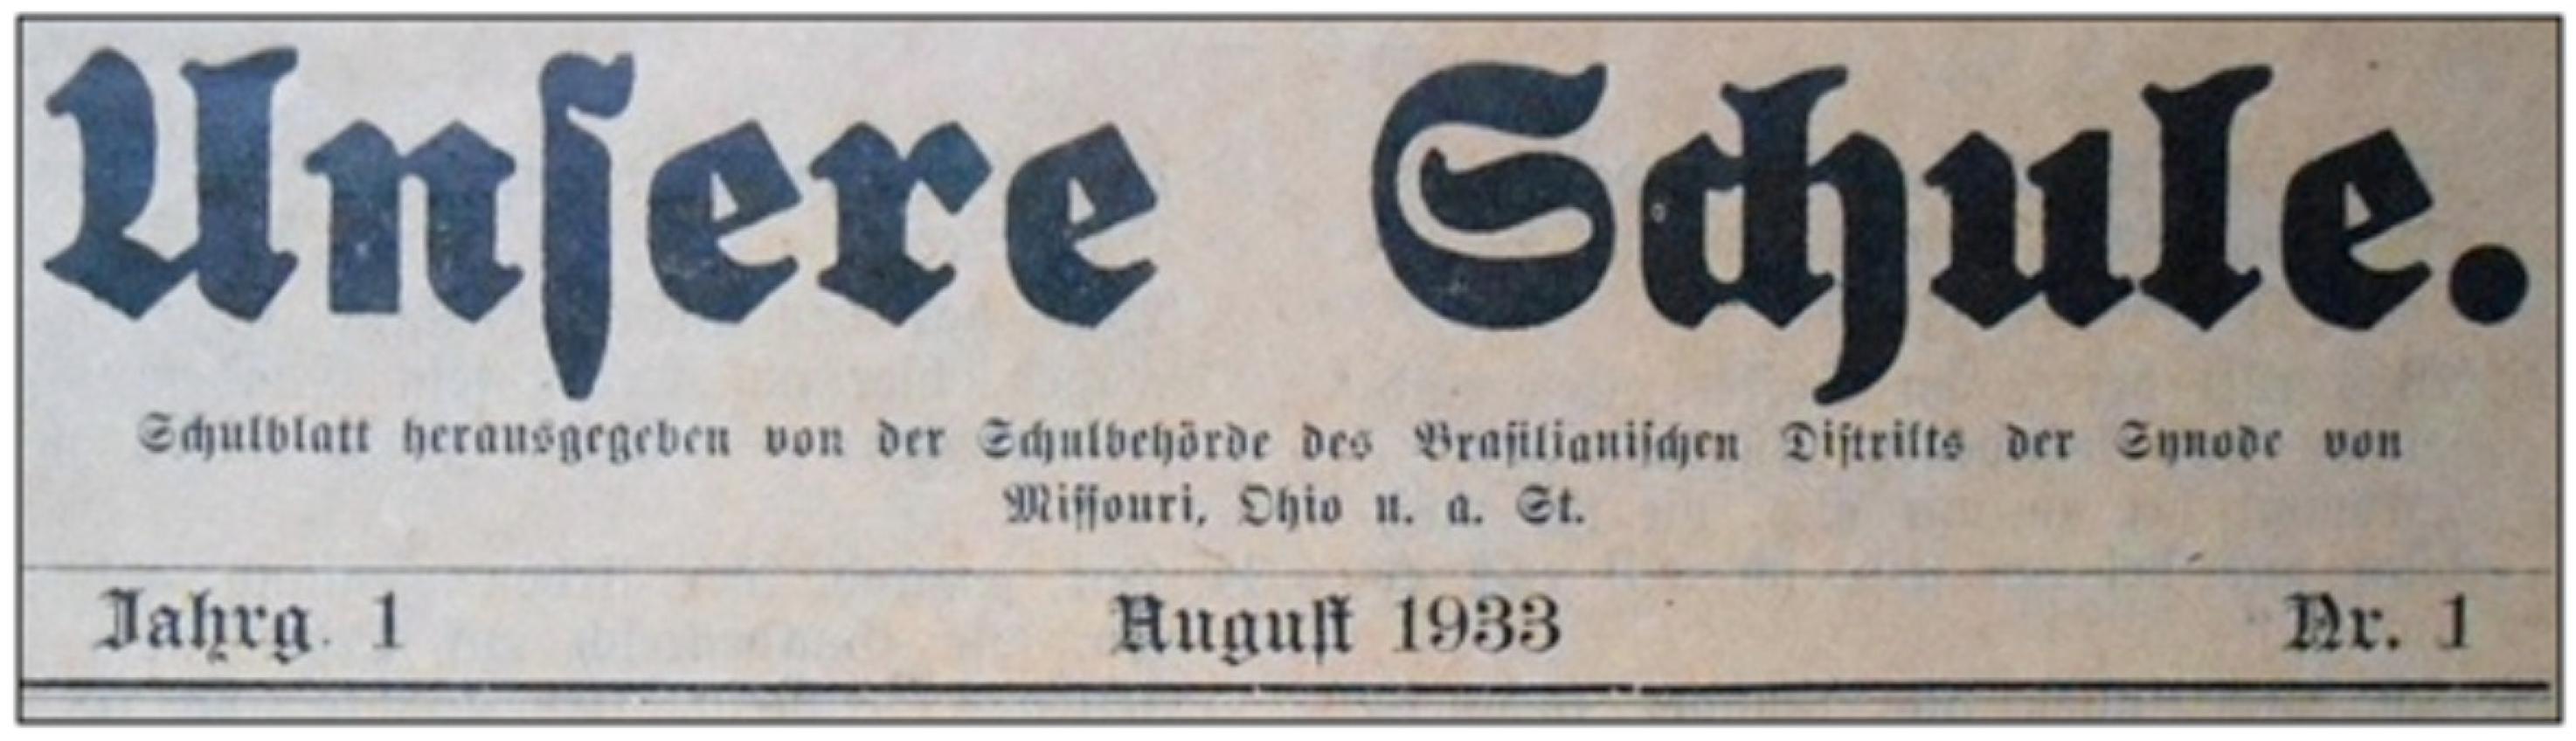 Unſere Schule.
Schulblatt herausgegeben von der Schulbehörde des Braſilianiſchen Diſtrikts der Synode von
Miſſouri, Ohio u. a. St.
Jahrg. 1 Auguſt 1933 Nr. 1